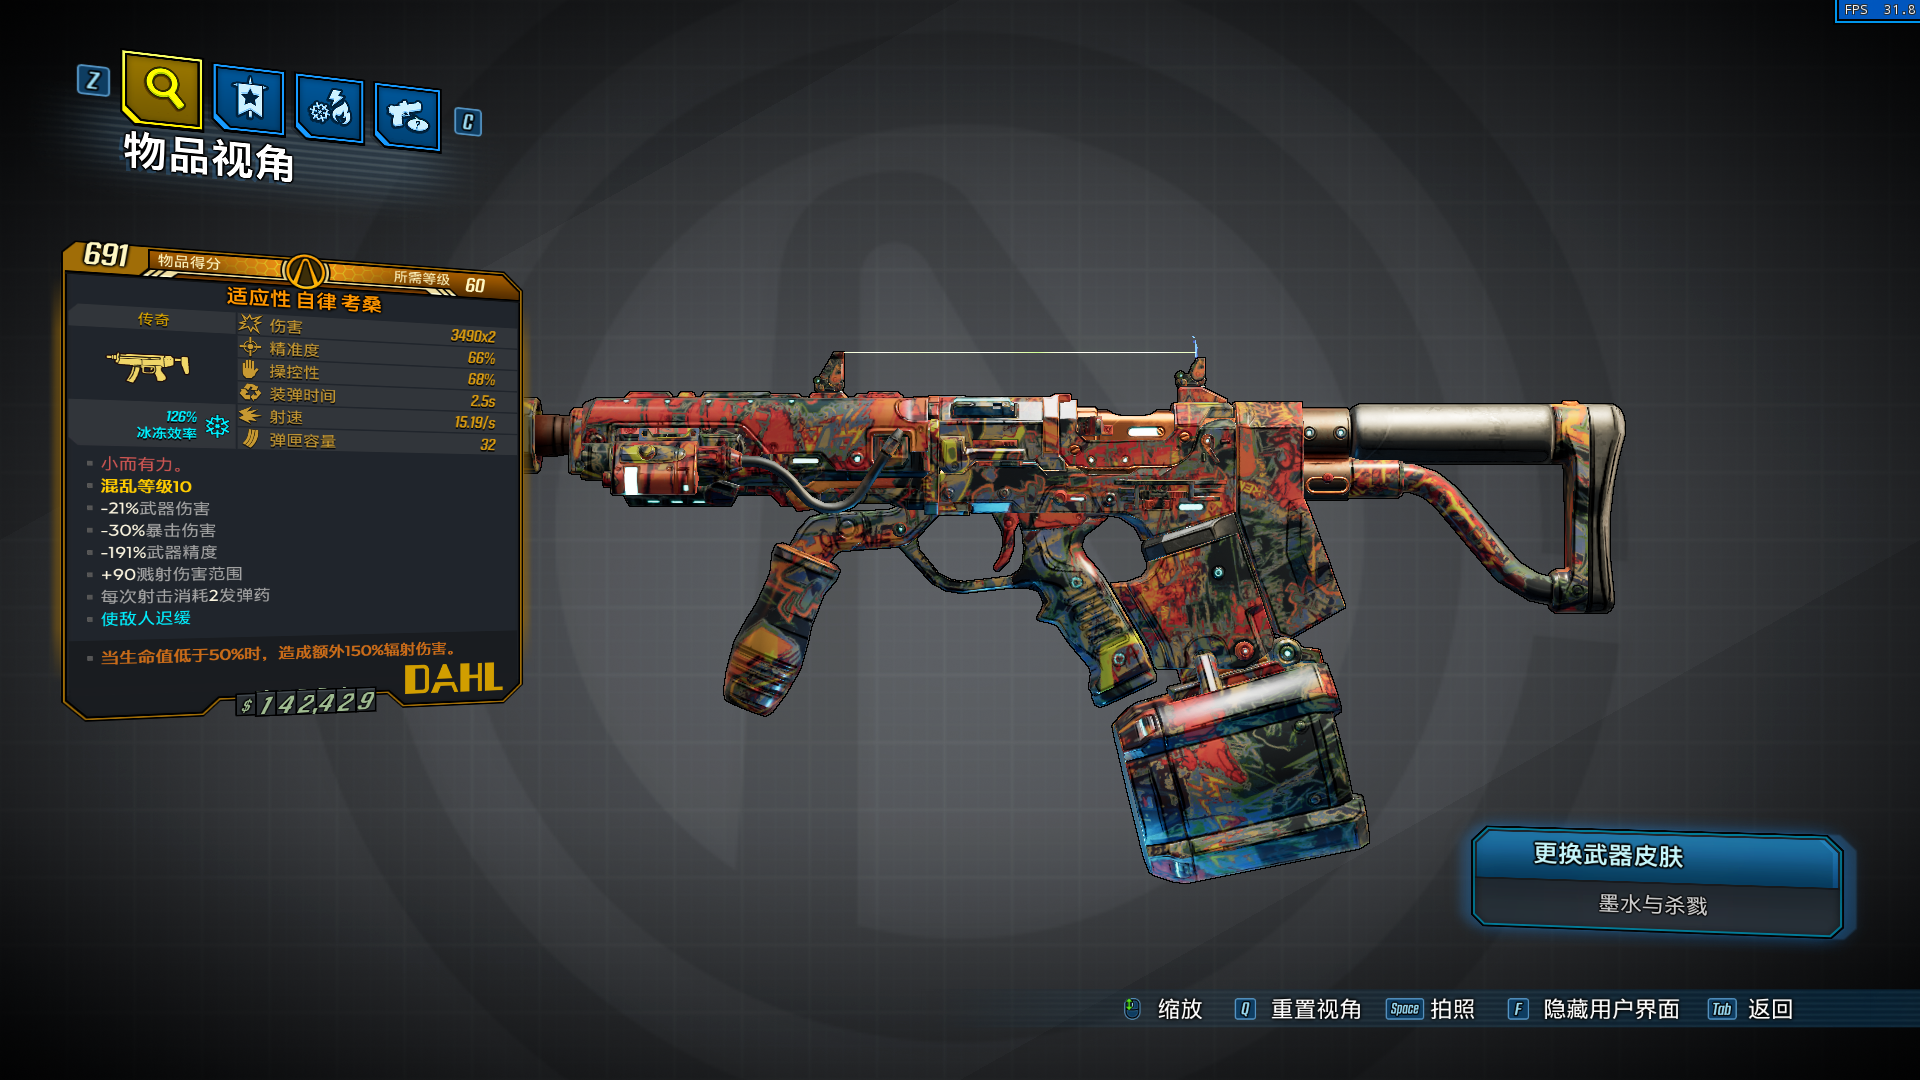 FPS 31.8
Z
C
物品视角
691 物品得分 所需等级 60
适应性 自律 考桑
传奇
伤害 3490x2
精准度 66%
操控性 68%
装弹时间 2.5s
射速 15.19/s
弹匣容量 32
126%
冰冻效率
小而有力。
混乱等级10
-21%武器伤害
-30%暴击伤害
-191%武器精度
+90溅射伤害范围
每次射击消耗2发弹药
使敌人迟缓
当生命值低于50%时，造成额外150%辐射伤害。
DAHL
$ 142,429
更换武器皮肤
墨水与杀戮
缩放 Q 重置视角 Space 拍照 F 隐藏用户界面 Tab 返回